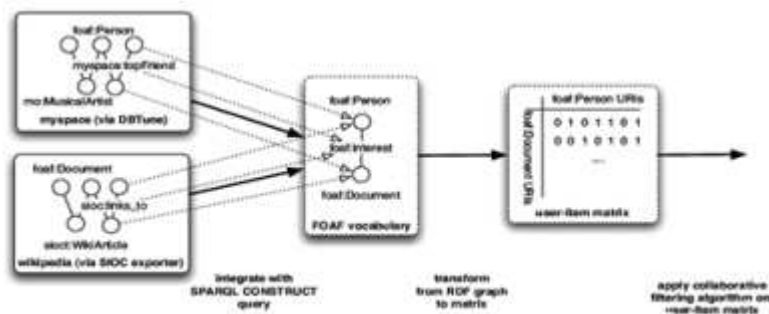 foaf:Person
myspace:topFriend
mo:MusicalArtist
myspace (via DBTune)
foaf:Document
sioc:links_to
sioct:WikiArticle
wikipedia (via SIOC exporter)
foaf:Person
foaf:interest
foaf:Document
FOAF vocabulary
foaf:Person URIs
foaf:Document URIs
0 1 0 1 1 0 1
0 0 1 0 1 0 1
....
user-item matrix
integrate with
SPARQL CONSTRUCT
query
transform
from RDF graph
to matrix
apply collaborative
filtering algorithm on
user-item matrix